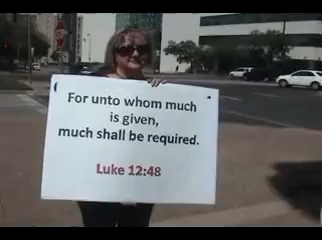 For unto whom much
is given,
much shall be required.
Luke 12:48